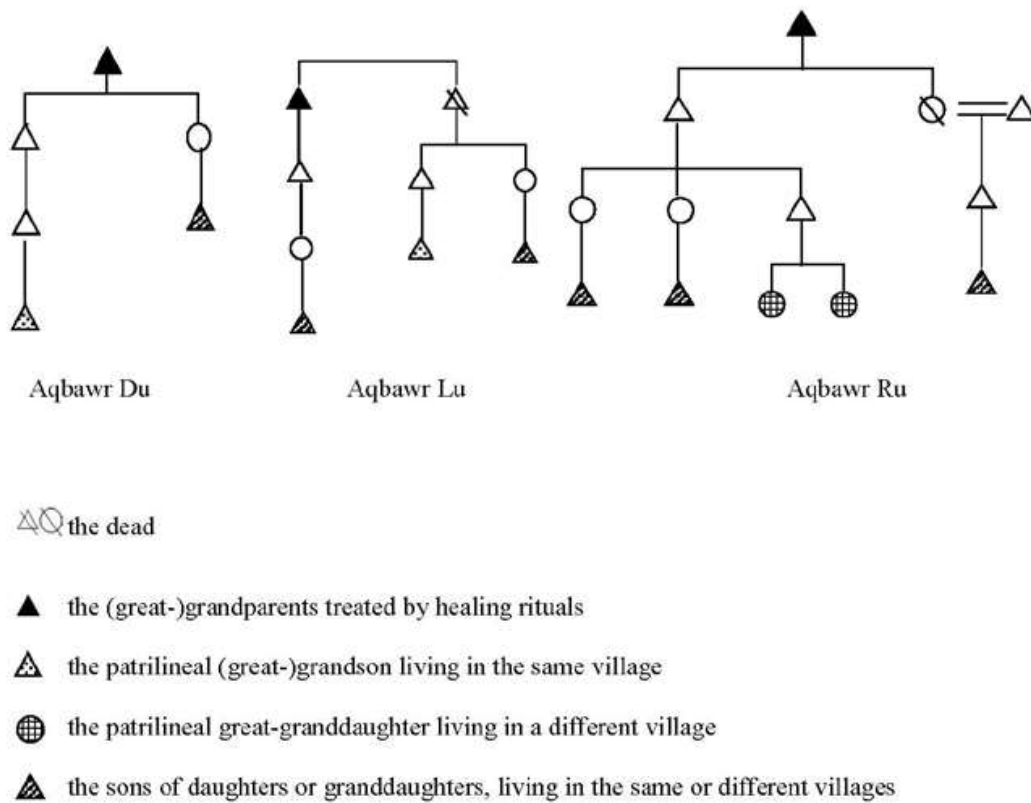 Aqbawr Du
Aqbawr Lu
Aqbawr Ru
the dead
the (great-)grandparents treated by healing rituals
the patrilineal (great-)grandson living in the same village
the patrilineal great-granddaughter living in a different village
the sons of daughters or granddaughters, living in the same or different villages